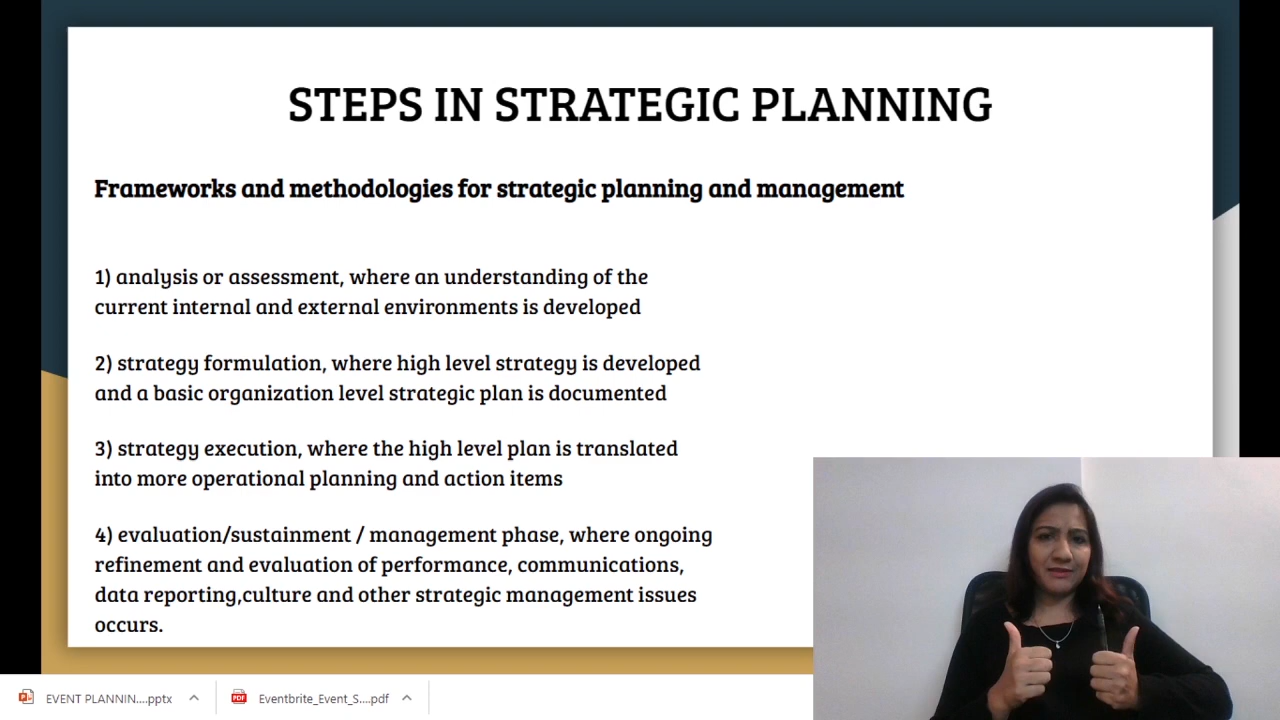 STEPS IN STRATEGIC PLANNING
Frameworks and methodologies for strategic planning and management
1) analysis or assessment, where an understanding of the
current internal and external environments is developed
2) strategy formulation, where high level strategy is developed
and a basic organization level strategic plan is documented
3) strategy execution, where the high level plan is translated
into more operational planning and action items
4) evaluation/sustainment / management phase, where ongoing
refinement and evaluation of performance, communications,
data reporting,culture and other strategic management issues
occurs.
EVENT PLANNIN....pptx
PDF
Eventbrite_Event_S....pdf